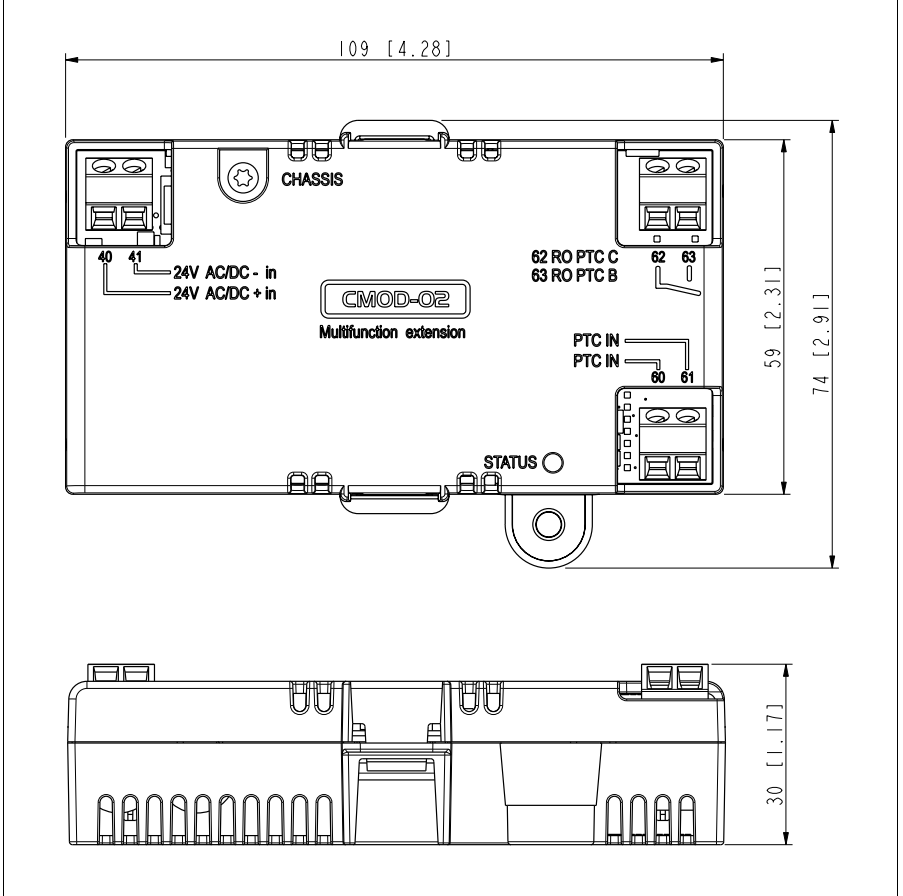 109 [4.28]
CHASSIS
40 41
24V AC/DC - in
24V AC/DC + in
62 RO PTC C
63 RO PTC B
62 63
CMOD-02
Multifunction extension
PTC IN
PTC IN
60 61
STATUS
59 [2.31]
74 [2.91]
30 [1.17]